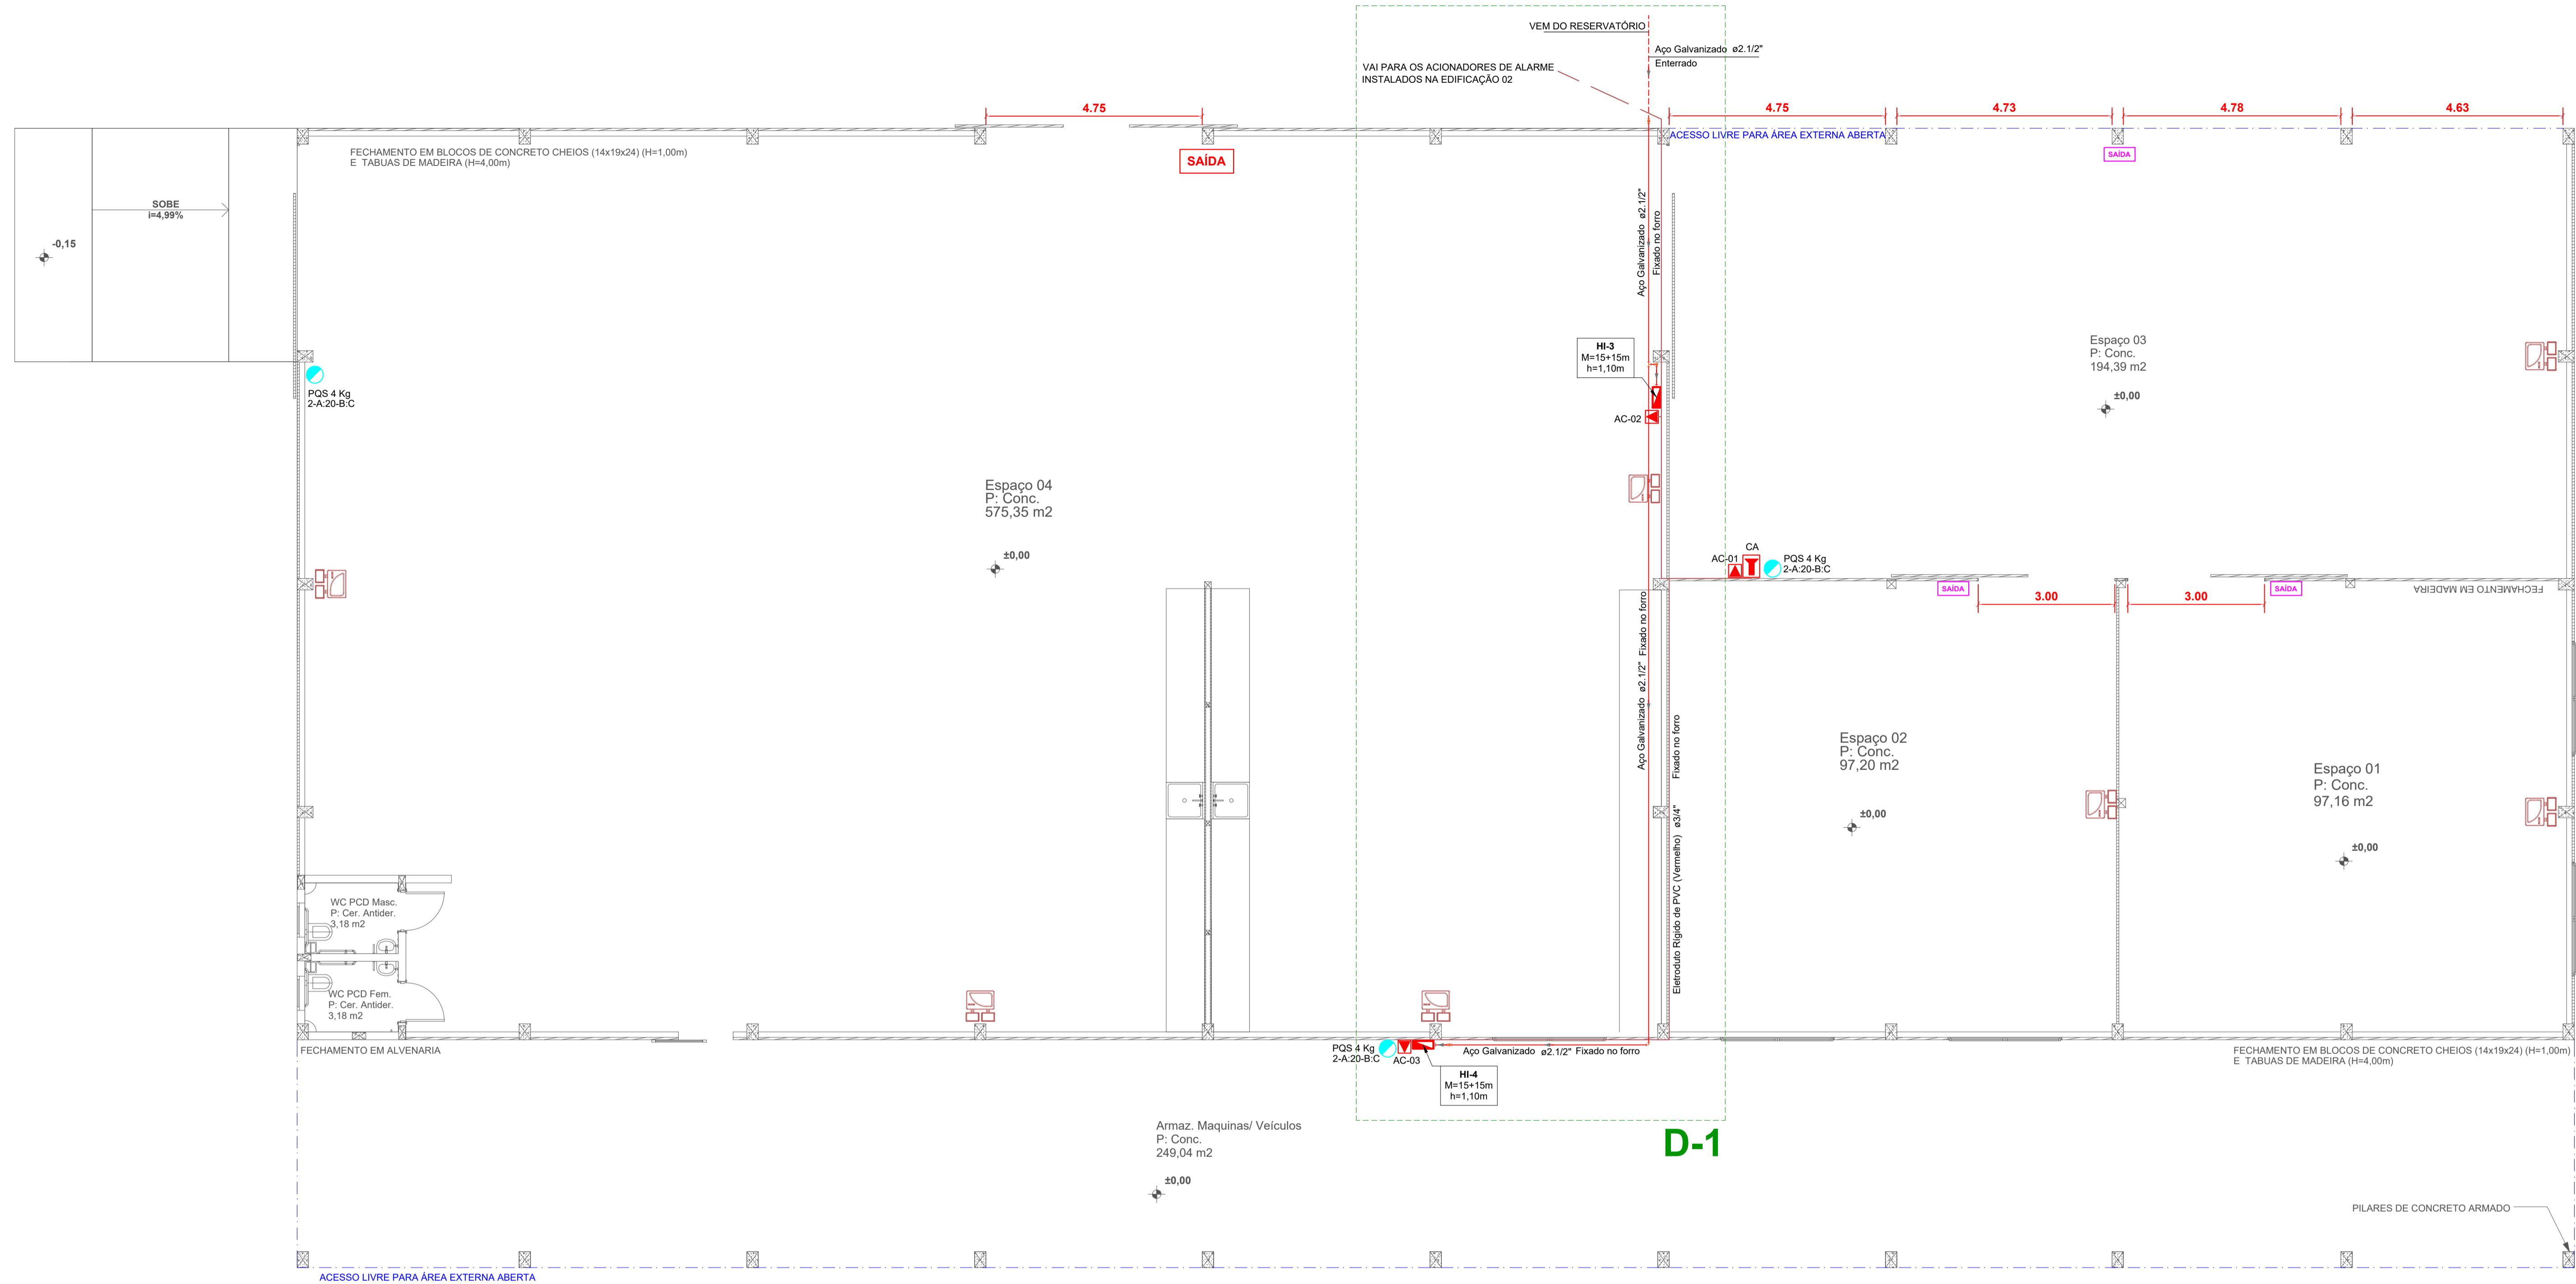 VEM DO RESERVATÓRIO
Aço Galvanizado ø2.1/2"
Enterrado
VAI PARA OS ACIONADORES DE ALARME
INSTALADOS NA EDIFICAÇÃO 02
4.75
4.75
4.73
4.78
4.63
ACESSO LIVRE PARA ÁREA EXTERNA ABERTA
FECHAMENTO EM BLOCOS DE CONCRETO CHEIOS (14x19x24) (H=1,00m)
E TABUAS DE MADEIRA (H=4,00m)
SAÍDA
SAÍDA
SOBE
i=4,99%
-0,15
Aço Galvanizado ø2.1/2"
Fixado no forro
HI-3
M=15+15m
h=1,10m
Espaço 03
P: Conc.
194,39 m2
±0,00
PQS 4 Kg
2-A:20-B:C
AC-02
Espaço 04
P: Conc.
575,35 m2
±0,00
CA
AC-01
PQS 4 Kg
2-A:20-B:C
SAÍDA
3.00
3.00
SAÍDA
FECHAMENTO EM MADEIRA
Aço Galvanizado ø2.1/2" Fixado no forro
Eletroduto Rígido de PVC (Vermelho) ø3/4" Fixado no forro
Espaço 02
P: Conc.
97,20 m2
±0,00
Espaço 01
P: Conc.
97,16 m2
±0,00
WC PCD Masc.
P: Cer. Antider.
3,18 m2
WC PCD Fem.
P: Cer. Antider.
3,18 m2
FECHAMENTO EM ALVENARIA
PQS 4 Kg
2-A:20-B:C
AC-03
Aço Galvanizado ø2.1/2" Fixado no forro
HI-4
M=15+15m
h=1,10m
FECHAMENTO EM BLOCOS DE CONCRETO CHEIOS (14x19x24) (H=1,00m)
E TABUAS DE MADEIRA (H=4,00m)
D-1
Armaz. Maquinas/ Veículos
P: Conc.
249,04 m2
±0,00
PILARES DE CONCRETO ARMADO
ACESSO LIVRE PARA ÁREA EXTERNA ABERTA